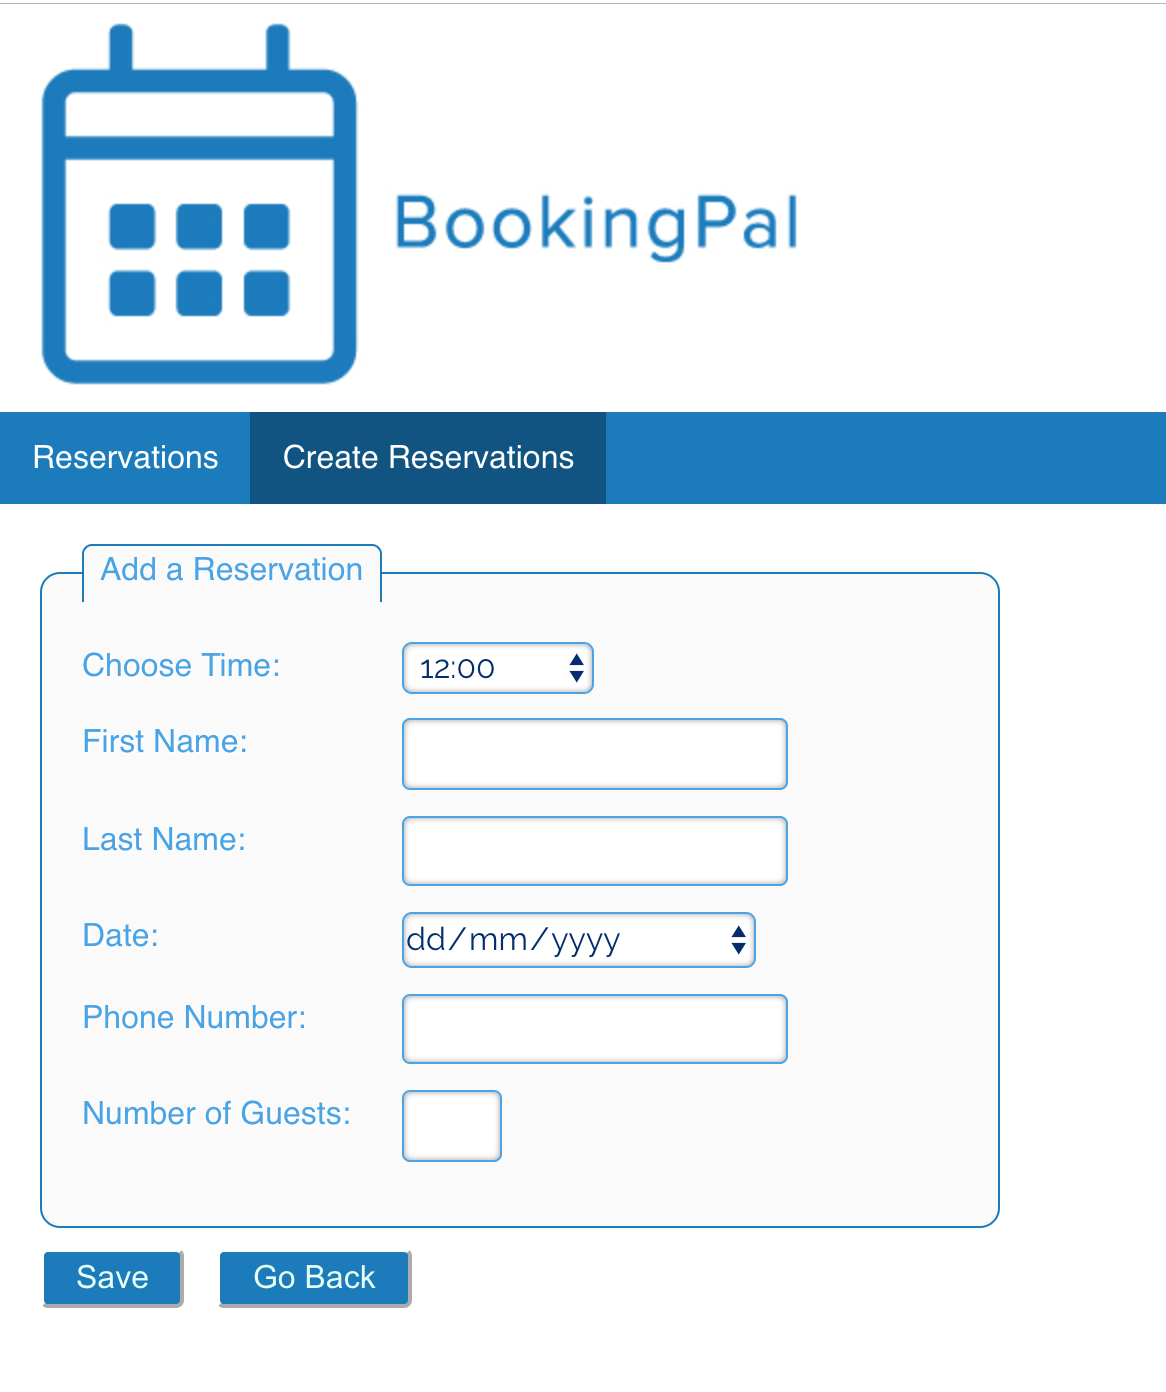 BookingPal
Reservations Create Reservations
Add a Reservation
Choose Time: 12:00
First Name:
Last Name:
Date: dd/mm/yyyy
Phone Number:
Number of Guests:
Save Go Back